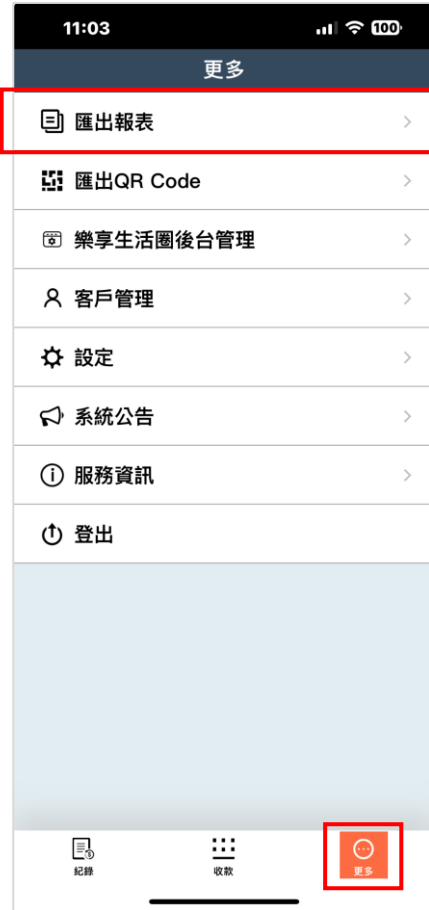 11:03
100
更多
匯出報表
匯出QR Code
樂享生活圈後台管理
客戶管理
設定
系統公告
服務資訊
登出
紀錄
收款
更多